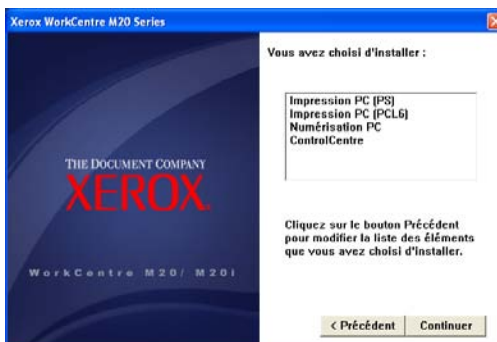 Xerox WorkCentre M20 Series
Vous avez choisi d'installer :
Impression PC (PS)
Impression PC (PCL6)
Numérisation PC
ControlCentre
THE DOCUMENT COMPANY
XEROX.
WorkCentre M20/ M20i
Cliquez sur le bouton Précédent
pour modifier la liste des éléments
que vous avez choisi d'installer.
< Précédent
Continuer